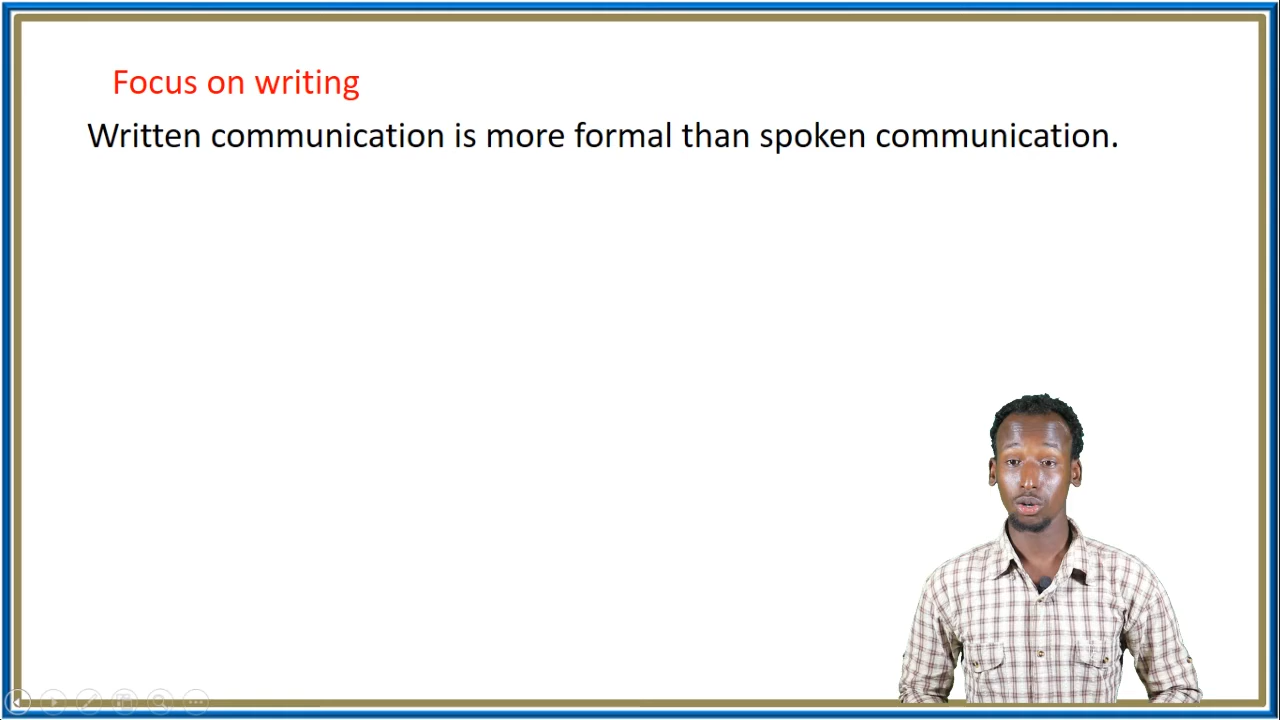 Focus on writing
Written communication is more formal than spoken communication.